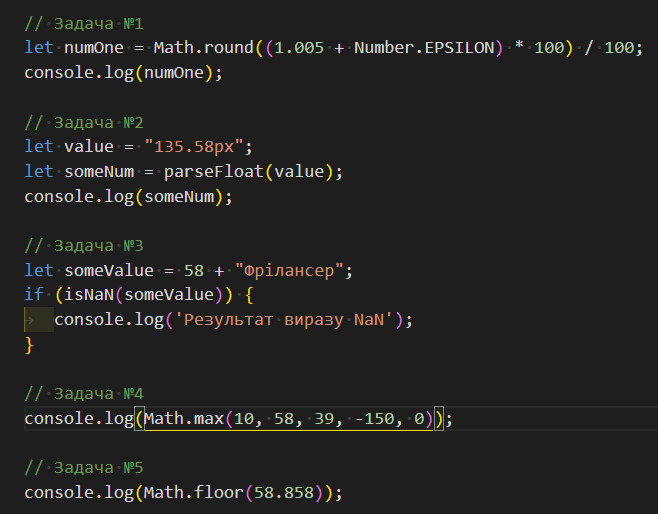 // Задача №1
let numOne = Math.round((1.005 + Number.EPSILON) * 100) / 100;
console.log(numOne);
// Задача №2
let value = "135.58px";
let someNum = parseFloat(value);
console.log(someNum);
// Задача №3
let someValue = 58 + "Фрілансер";
if (isNaN(someValue)) {
console.log('Результат виразу NaN');
}
// Задача №4
console.log(Math.max(10, 58, 39, -150, 0));
// Задача №5
console.log(Math.floor(58.858));